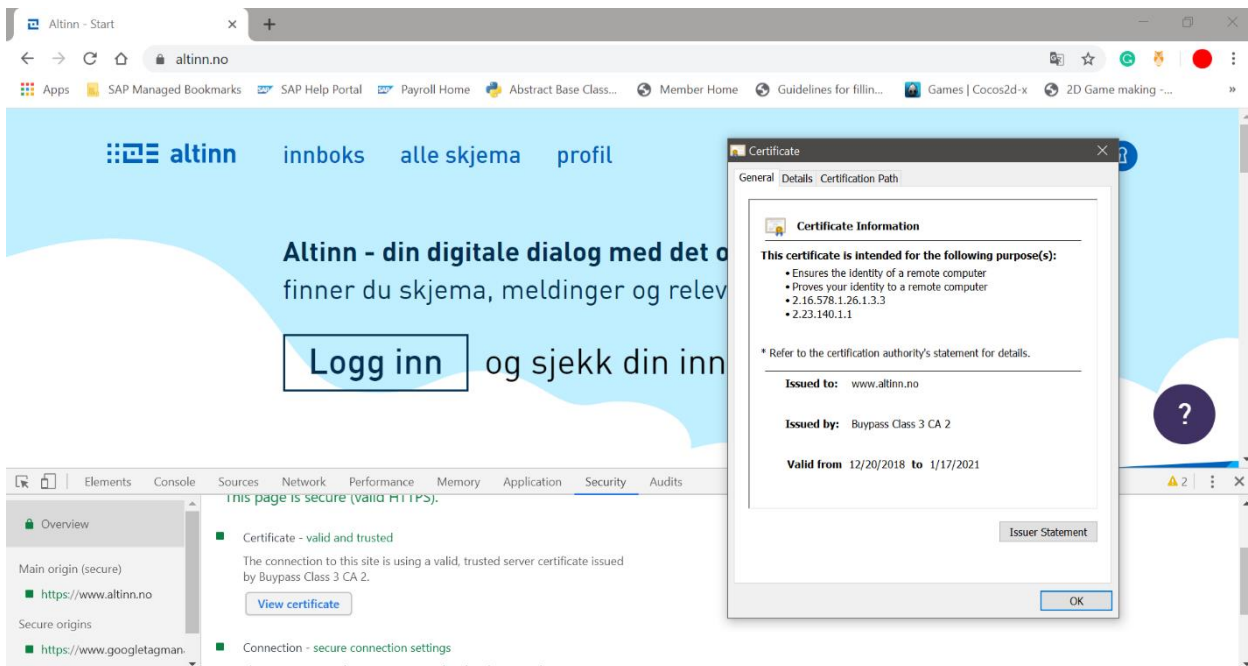 Altinn - Start
altinn.no
Apps SAP Managed Bookmarks SAP Help Portal Payroll Home Abstract Base Class... Member Home Guidelines for fillin... Games | Cocos2d-x 2D Game making -... »
altinn innboks alle skjema profil
Altinn - din digitale dialog med det o
finner du skjema, meldinger og relev
Logg inn og sjekk din inn
?
Certificate
General Details Certification Path
Certificate Information
This certificate is intended for the following purpose(s):
• Ensures the identity of a remote computer
• Proves your identity to a remote computer
• 2.16.578.1.26.1.3.3
• 2.23.140.1.1
* Refer to the certification authority's statement for details.
Issued to: www.altinn.no
Issued by: Buypass Class 3 CA 2
Valid from 12/20/2018 to 1/17/2021
Issuer Statement
OK
Elements Console Sources Network Performance Memory Application Security Audits 2
Overview
Main origin (secure)
https://www.altinn.no
Secure origins
https://www.googletagman
This page is secure (valid HTTPS).
Certificate - valid and trusted
The connection to this site is using a valid, trusted server certificate issued
by Buypass Class 3 CA 2.
View certificate
Connection - secure connection settings